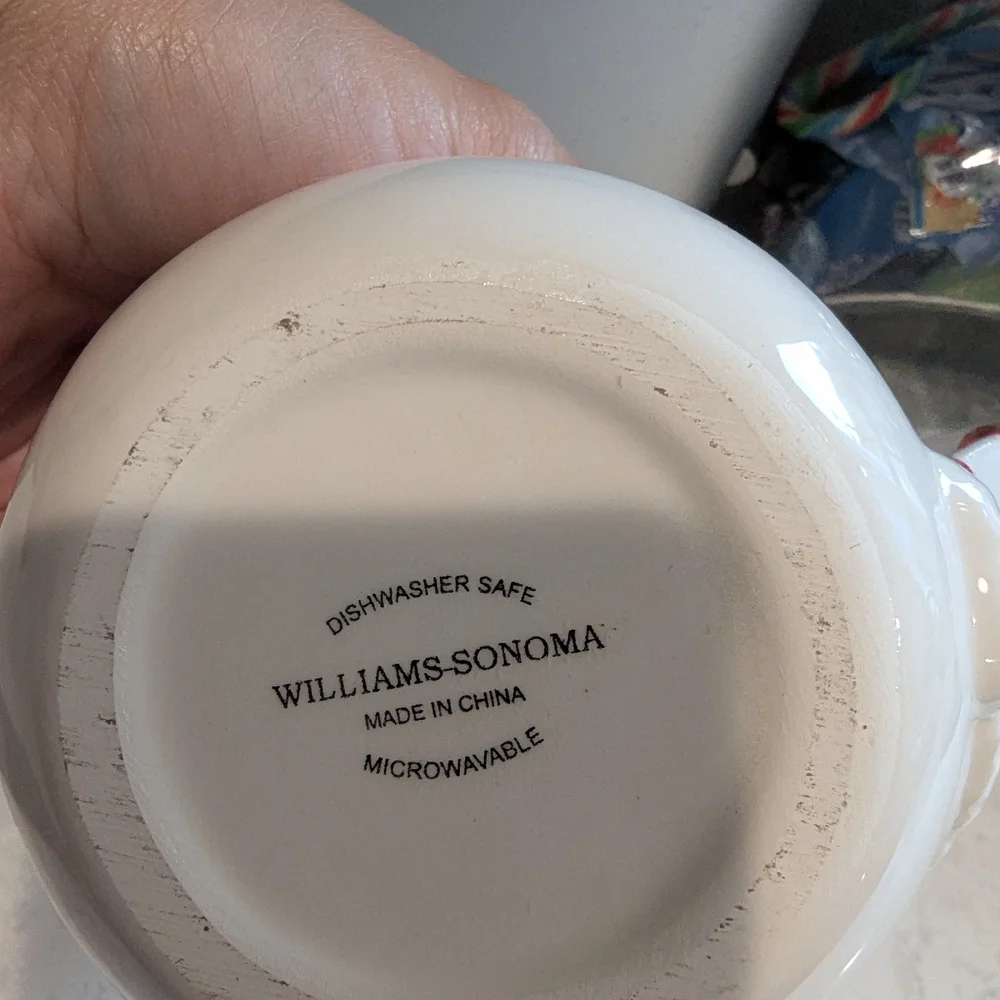 DISHWASHER SAFE
WILLIAMS-SONOMA
MADE IN CHINA
MICROWAVABLE